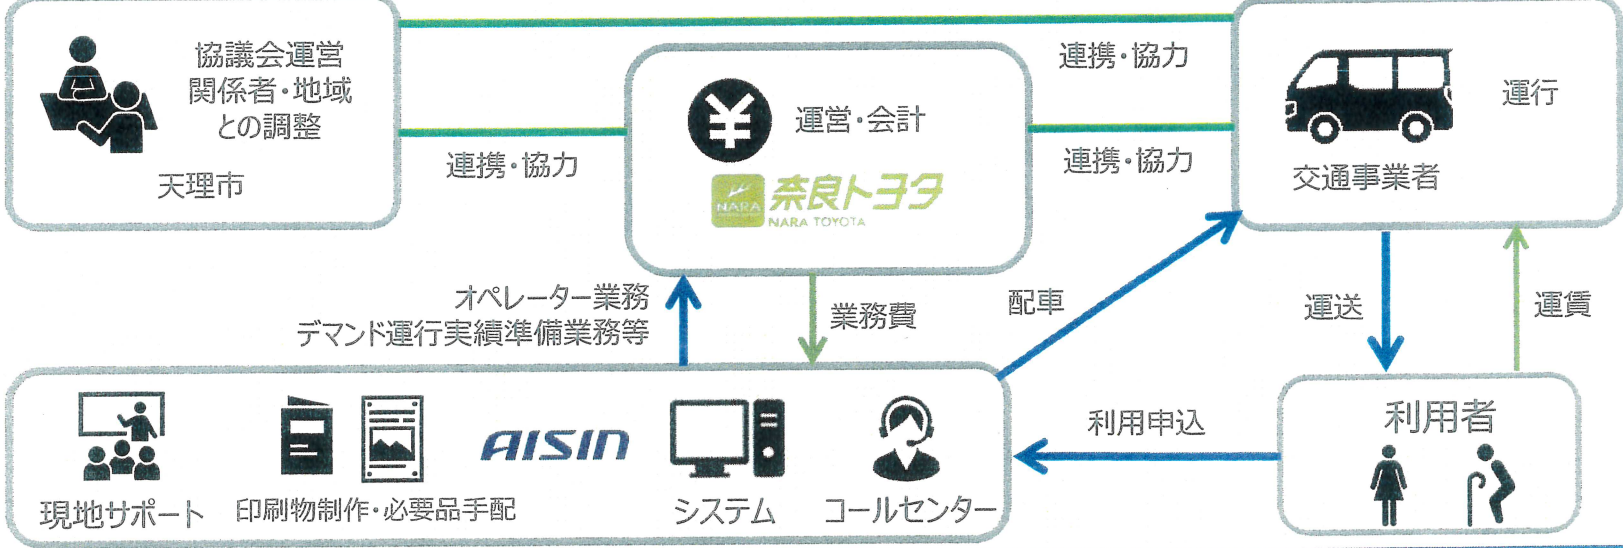 協議会運営
関係者・地域
との調整
天理市
連携・協力
連携・協力
運営・会計
NARA
奈良トヨタ
NARA TOYOTA
連携・協力
運行
交通事業者
オペレーター業務
デマンド運行実績準備業務等
業務費
配車
運送
運賃
現地サポート
印刷物制作・必要品手配
AISIN
システム
コールセンター
利用申込
利用者